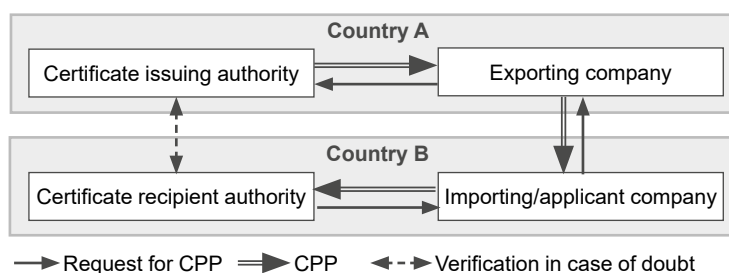 Country A
Certificate issuing authority
Exporting company
Country B
Certificate recipient authority
Importing/applicant company
Request for CPP
CPP
Verification in case of doubt